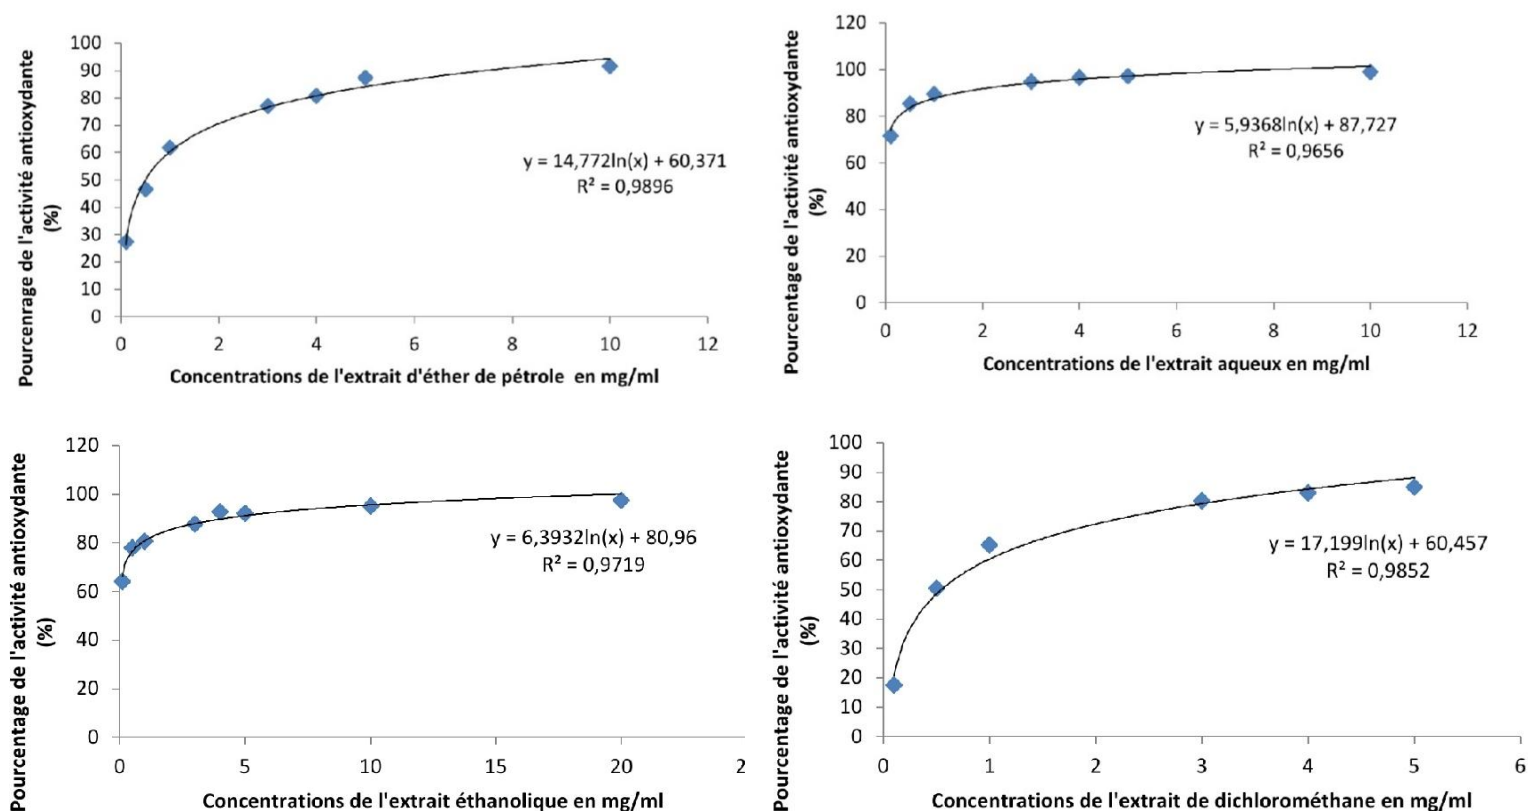 Pourcenrage de l'activité antioxydante
(%)
100
90
80
70
60
50
40
30
20
10
0
y = 14,772ln(x) + 60,371
R² = 0,9896
0 2 4 6 8 10 12
Concentrations de l'extrait d'éther de pétrole en mg/ml
Pourcentage de l'activité antioxydante
(%)
120
100
80
60
40
20
0
y = 5,9368ln(x) + 87,727
R² = 0,9656
0 2 4 6 8 10 12
Concentrations de l'extrait aqueux en mg/ml
Pourcentage de l'activité antioxydante
(%)
120
100
80
60
40
20
0
y = 6,3932ln(x) + 80,96
R² = 0,9719
0 5 10 15 20 2
Concentrations de l'extrait éthanolique en mg/ml
Pourcentage de l'activité antioxydante
(%)
100
90
80
70
60
50
40
30
20
10
0
y = 17,199ln(x) + 60,457
R² = 0,9852
0 1 2 3 4 5 6
Concentrations de l'extrait de dichlorométhane en mg/ml